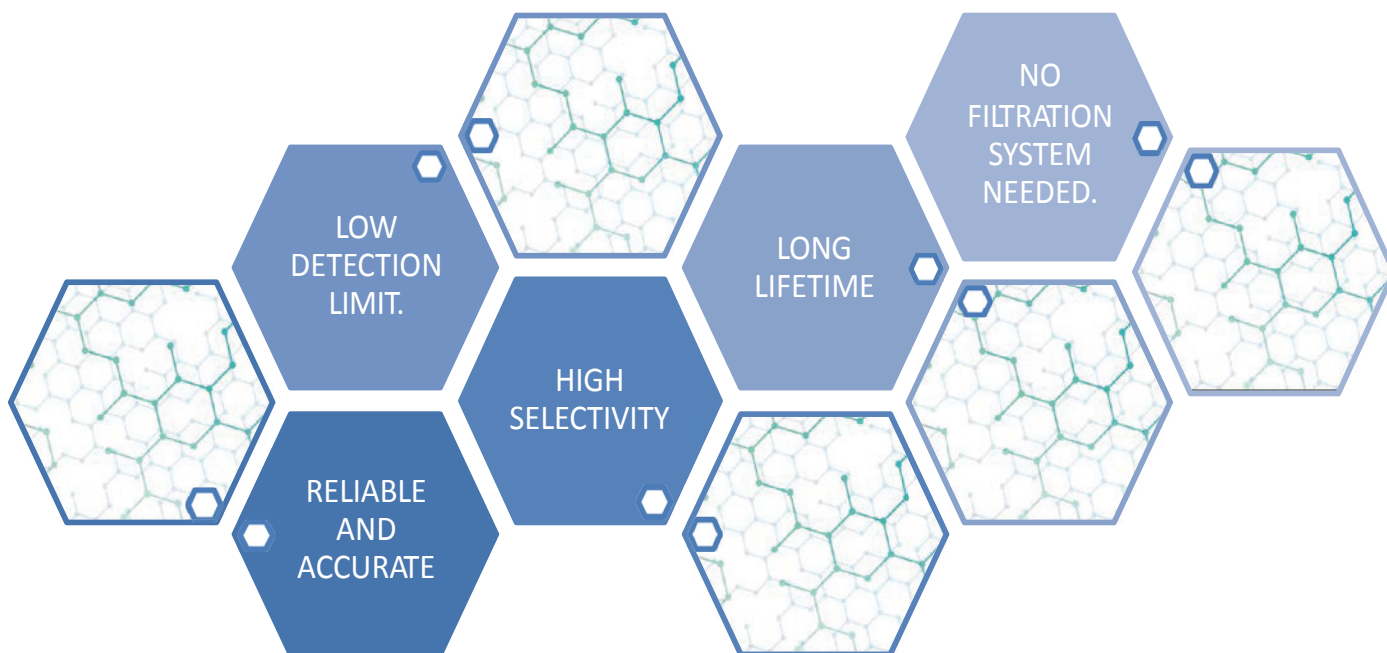 LOW
DETECTION
LIMIT.
RELIABLE
AND
ACCURATE
HIGH
SELECTIVITY
LONG
LIFETIME
NO
FILTRATION
SYSTEM
NEEDED.